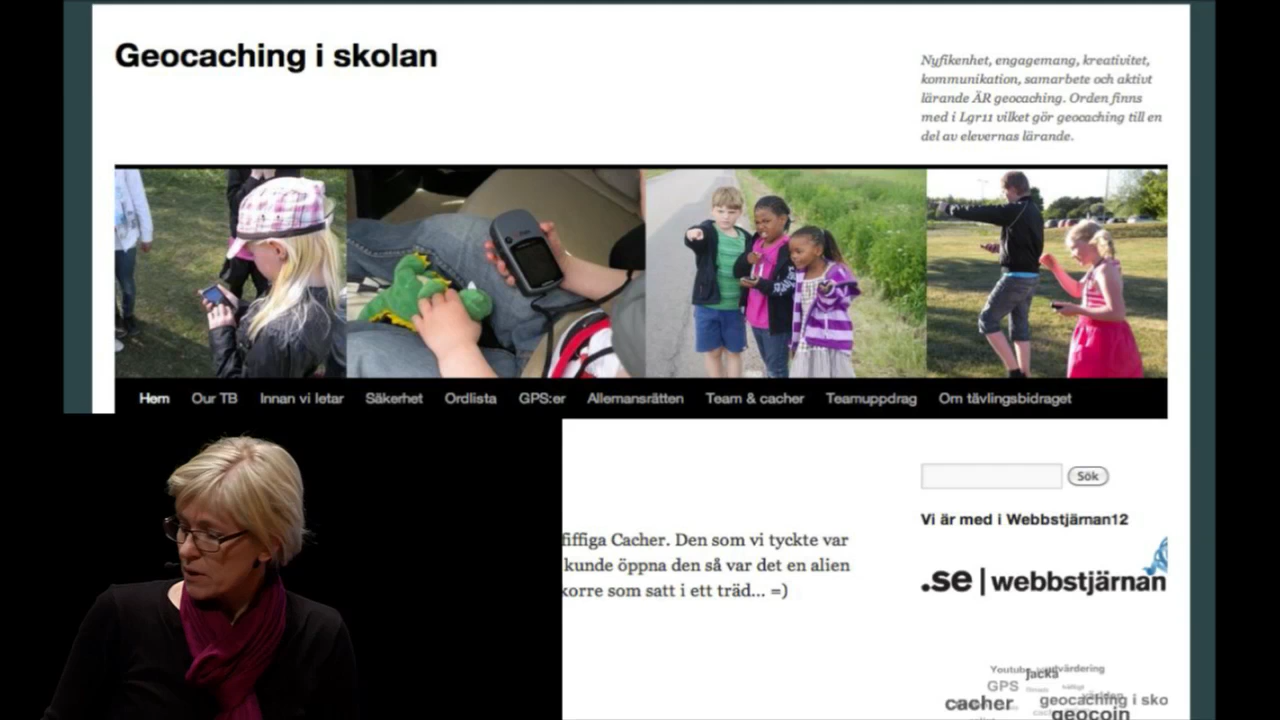 Geocaching i skolan
Nyfikenhet, engagemang, kreativitet,
kommunikation, samarbete och aktivt
lärande ÄR geocaching. Orden finns
med i Lgr11 vilket gör geocaching till en
del av elevernas lärande.
Hem Our TB Innan vi letar Säkerhet Ordlista GPS:er Allemansrätten Team & cacher Teamuppdrag Om tävlingsbidraget
Sök
Vi är med i Webbstjärnan12
fiffiga Cacher. Den som vi tyckte var
kunde öppna den så var det en alien
korre som satt i ett träd... =)
.se | webbstjärnan
Youtube utvärdering
jacka
GPS
cacher geocaching i sko
geocoin